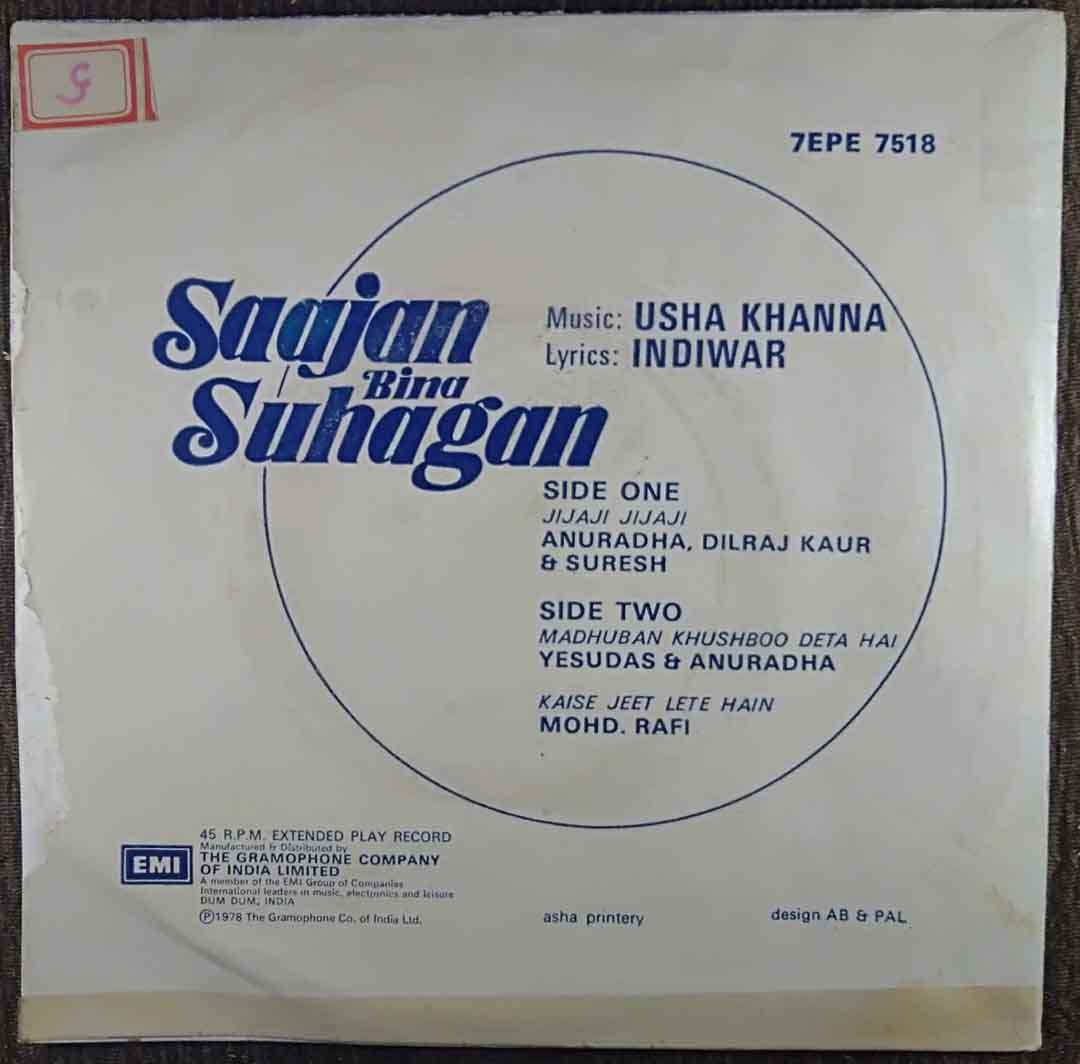 7EPE 7518
Saajan
Bina
Suhagan
Music: USHA KHANNA
Lyrics: INDIWAR
SIDE ONE
JIJAJI JIJAJI
ANURADHA, DILRAJ KAUR
& SURESH
SIDE TWO
MADHUBAN KHUSHBOO DETA HAI
YESUDAS & ANURADHA
KAISE JEET LETE HAIN
MOHD. RAFI
EMI
45 R.P.M. EXTENDED PLAY RECORD
Manufactured & Distributed by
THE GRAMOPHONE COMPANY
OF INDIA LIMITED
A member of the EMI Group of Companies
International leaders in music, electronics and leisure
DUM DUM, INDIA
Ⓟ1978 The Gramophone Co. of India Ltd.
asha printery
design AB & PAL